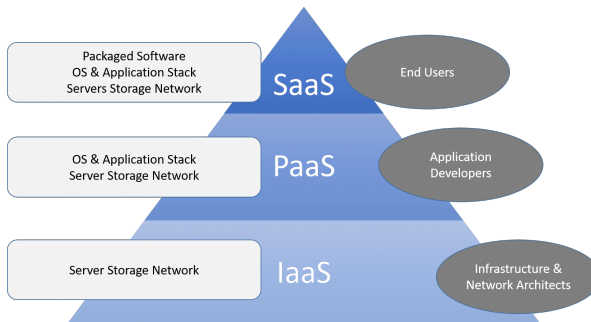 Packaged Software
OS & Application Stack
Servers Storage Network
SaaS
End Users
OS & Application Stack
Server Storage Network
PaaS
Application
Developers
Server Storage Network
IaaS
Infrastructure &
Network Architects